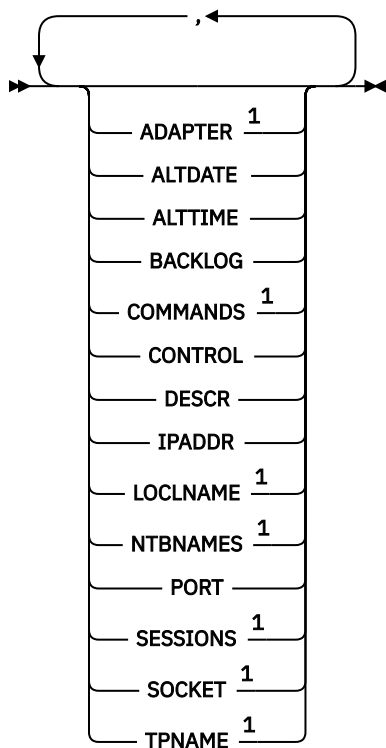 ,
ADAPTER 1
ALTDATE
ALTTIME
BACKLOG
COMMANDS 1
CONTROL
DESCR
IPADDR
LOCLNAME 1
NTBNAMES 1
PORT
SESSIONS 1
SOCKET 1
TPNAME 1